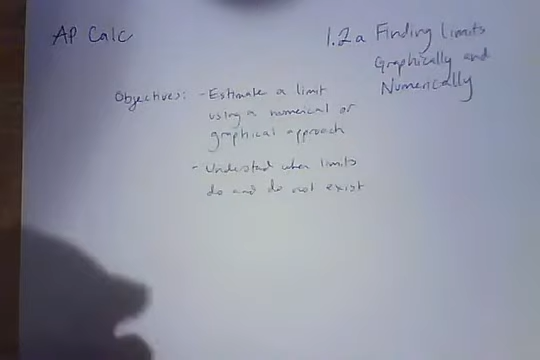 AP Calc
1.2a Finding Limits
Graphically and
Numerically
Objectives: - Estimate a limit
using a numerical or
graphical approach
- Understand when limits
do and do not exist